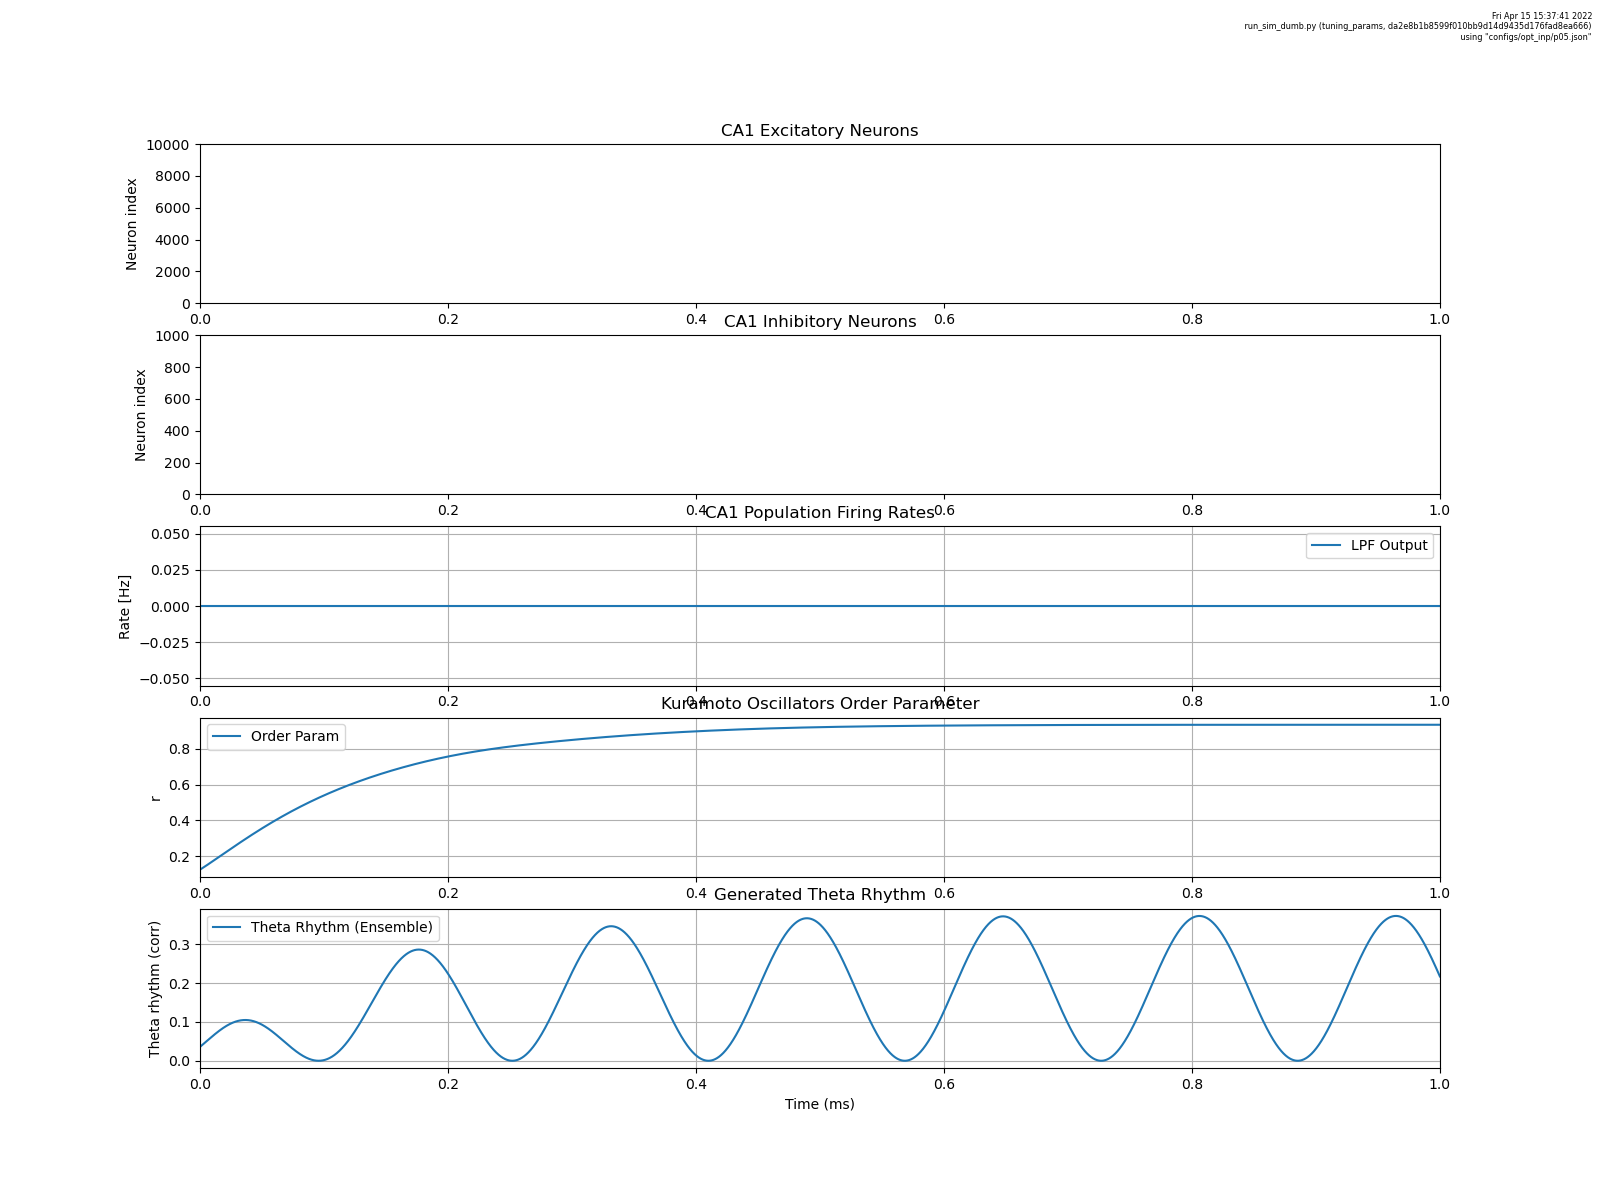 Fri Apr 15 15:37:41 2022
run_sim_dumb.py (tuning_params, da2e8b1b8599f010bb9d14d9435d176fad8ea666)
using "configs/opt_inp/p05.json"
CA1 Excitatory Neurons
Neuron index
10000
8000
6000
4000
2000
0
0.0 0.2 0.4 0.6 0.8 1.0
CA1 Inhibitory Neurons
Neuron index
1000
800
600
400
200
0
0.0 0.2 0.4 0.6 0.8 1.0
CA1 Population Firing Rates
Rate [Hz]
0.050
0.025
0.000
−0.025
−0.050
LPF Output
0.0 0.2 0.4 0.6 0.8 1.0
Kuramoto Oscillators Order Parameter
r
0.8
0.6
0.4
0.2
Order Param
0.0 0.2 0.4 0.6 0.8 1.0
Generated Theta Rhythm
Theta rhythm (corr)
0.3
0.2
0.1
0.0
Theta Rhythm (Ensemble)
0.0 0.2 0.4 0.6 0.8 1.0
Time (ms)